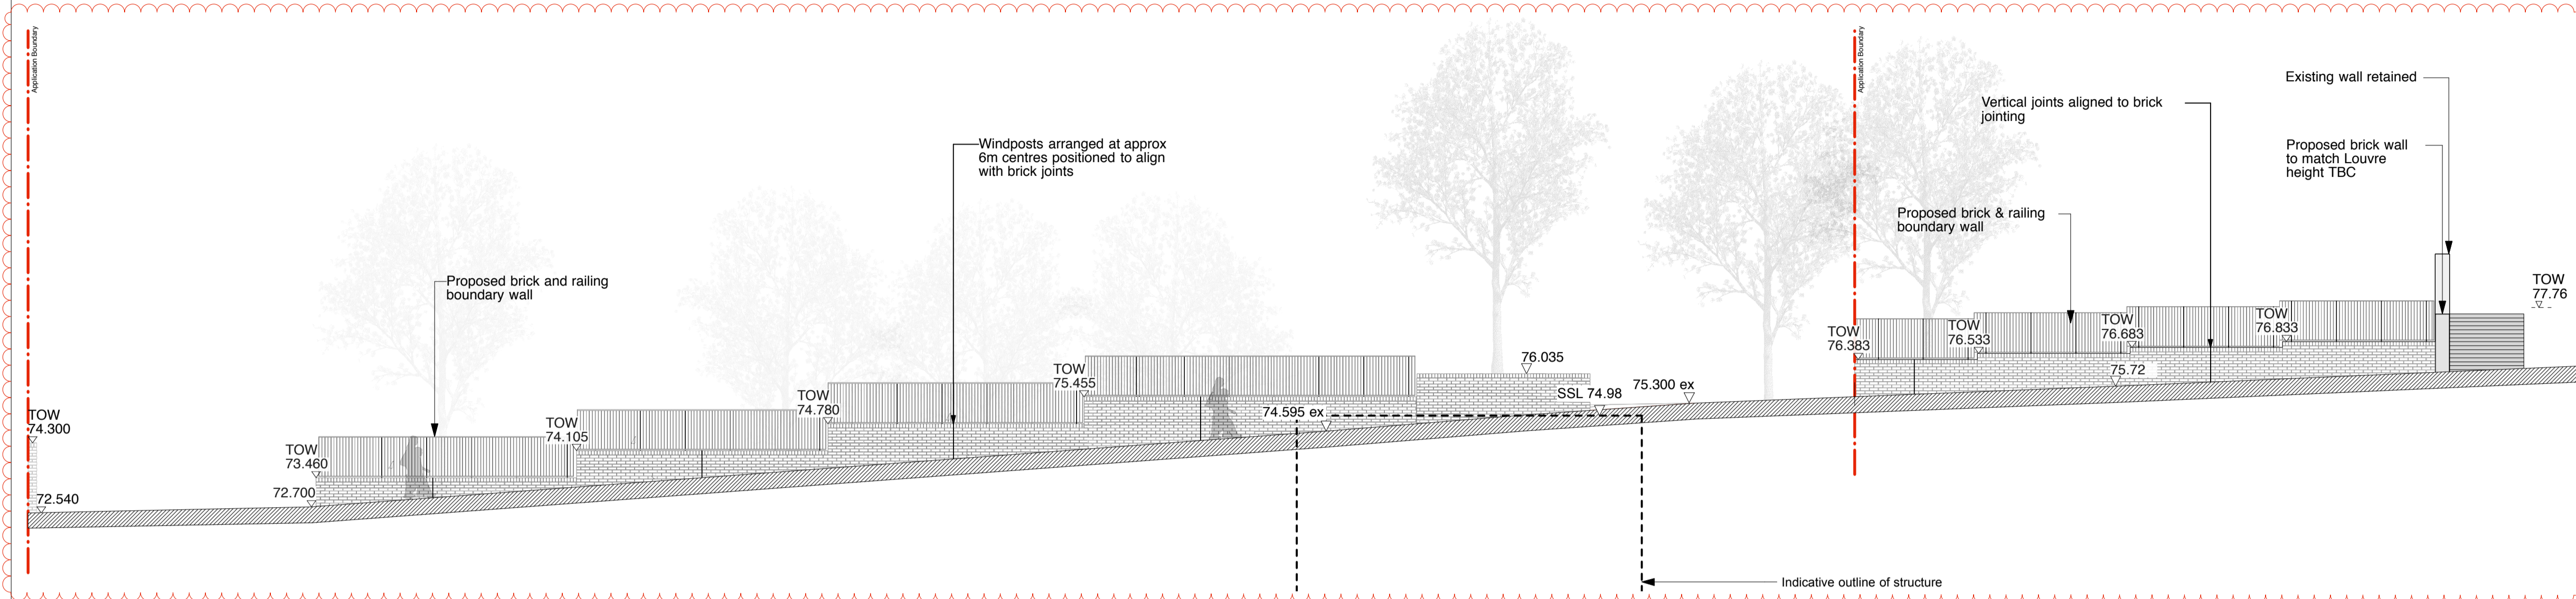 Application Boundary
Application Boundary
Existing wall retained
Vertical joints aligned to brick
jointing
Windposts arranged at approx
6m centres positioned to align
with brick joints
Proposed brick wall
to match Louvre
height TBC
Proposed brick & railing
boundary wall
Proposed brick and railing
boundary wall
TOW
77.76
TOW
76.833
TOW
76.683
TOW
76.533
TOW
76.383
76.035
75.72
TOW
75.455
75.300 ex
SSL 74.98
TOW
74.780
74.595 ex
TOW
74.105
TOW
74.300
TOW
73.460
72.700
72.540
Indicative outline of structure